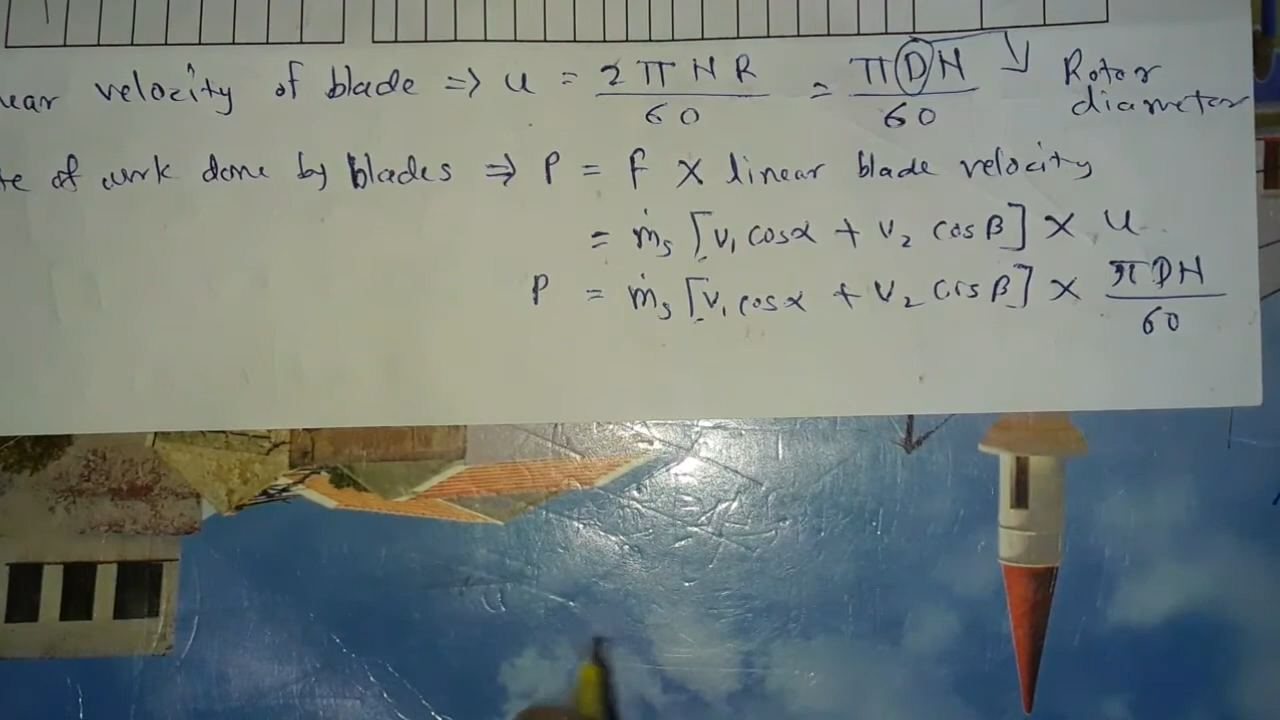 velocity of blade => u = 2πNR/60 = πDN/60 Rotor diameter
of work done by blades => P = F × linear blade velocity
= ṁs [V₁ cosα + V₂ cosβ] × u
P = ṁs [V₁ cosα + V₂ cosβ] × πDN/60